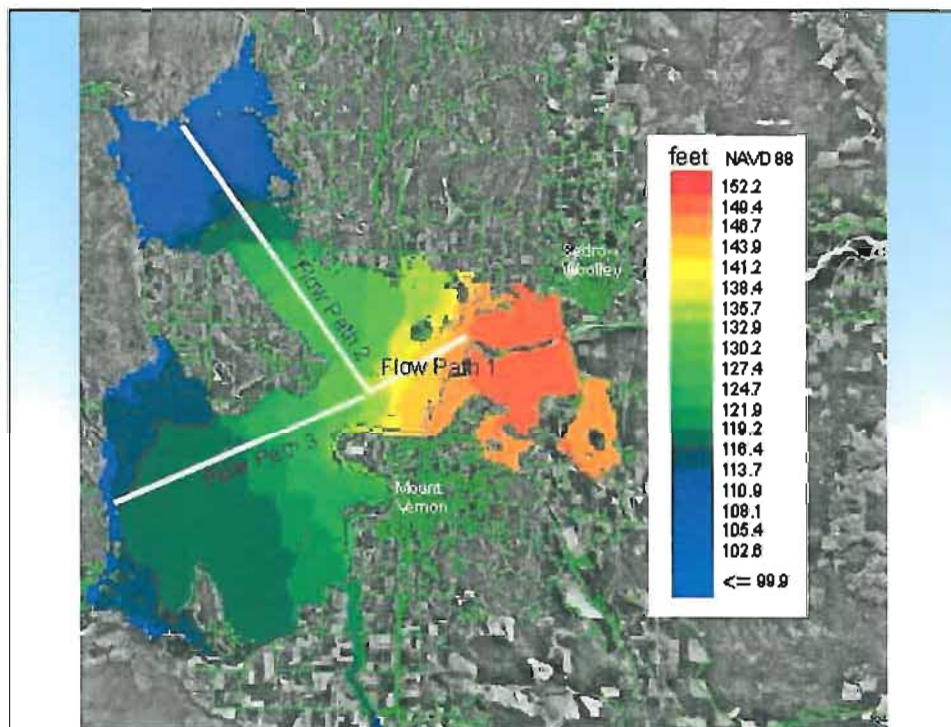 feet NAVD 88
152.2
149.4
146.7
143.9
141.2
138.4
135.7
132.9
130.2
127.4
124.7
121.9
119.2
116.4
113.7
110.9
108.1
105.4
102.6
<= 99.9
Sedro-
Woolley
Flow Path 2
Flow Path 1
Flow Path 3
Mount
Vernon